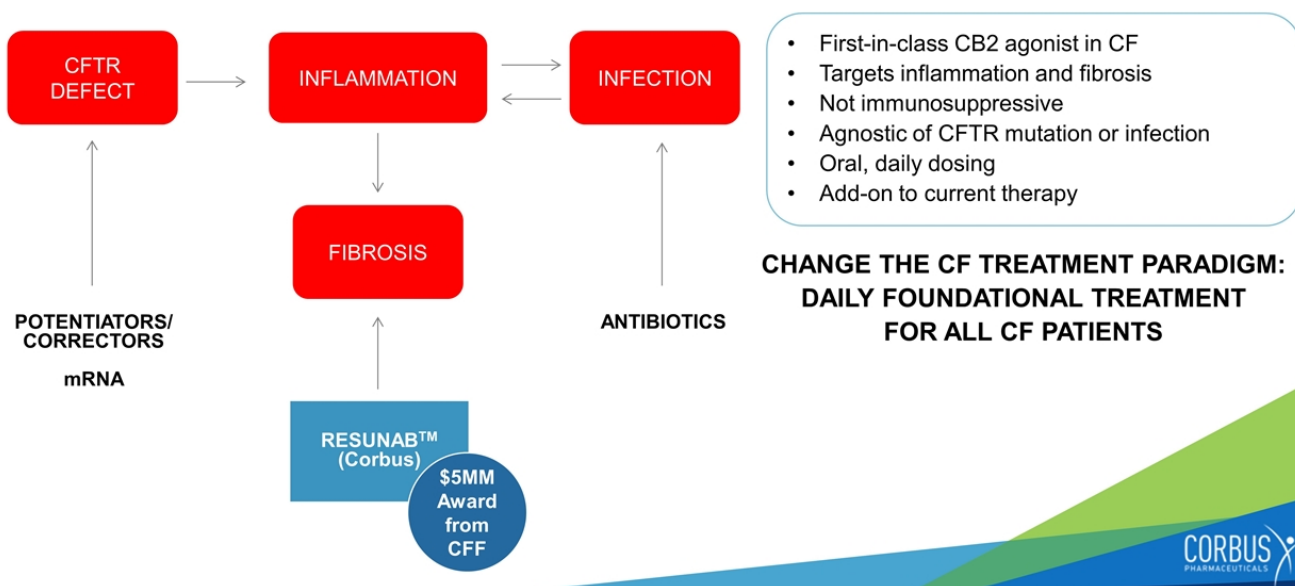 CFTR
DEFECT
INFLAMMATION
INFECTION
FIBROSIS
POTENTIATORS/
CORRECTORS
mRNA
ANTIBIOTICS
RESUNAB™
(Corbus)
$5MM
Award
from
CFF
• First-in-class CB2 agonist in CF
• Targets inflammation and fibrosis
• Not immunosuppressive
• Agnostic of CFTR mutation or infection
• Oral, daily dosing
• Add-on to current therapy
CHANGE THE CF TREATMENT PARADIGM:
DAILY FOUNDATIONAL TREATMENT
FOR ALL CF PATIENTS
CORBUS
PHARMACEUTICALS